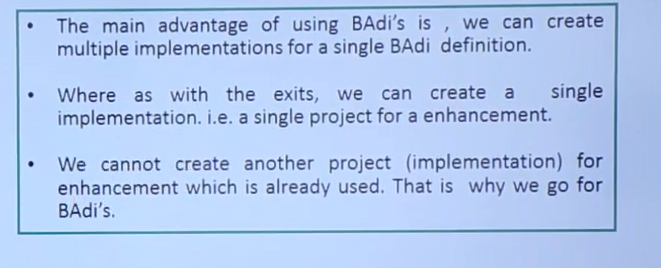 • The main advantage of using BAdi's is , we can create
multiple implementations for a single BAdi definition.
• Where as with the exits, we can create a single
implementation. i.e. a single project for a enhancement.
• We cannot create another project (implementation) for
enhancement which is already used. That is why we go for
BAdi's.